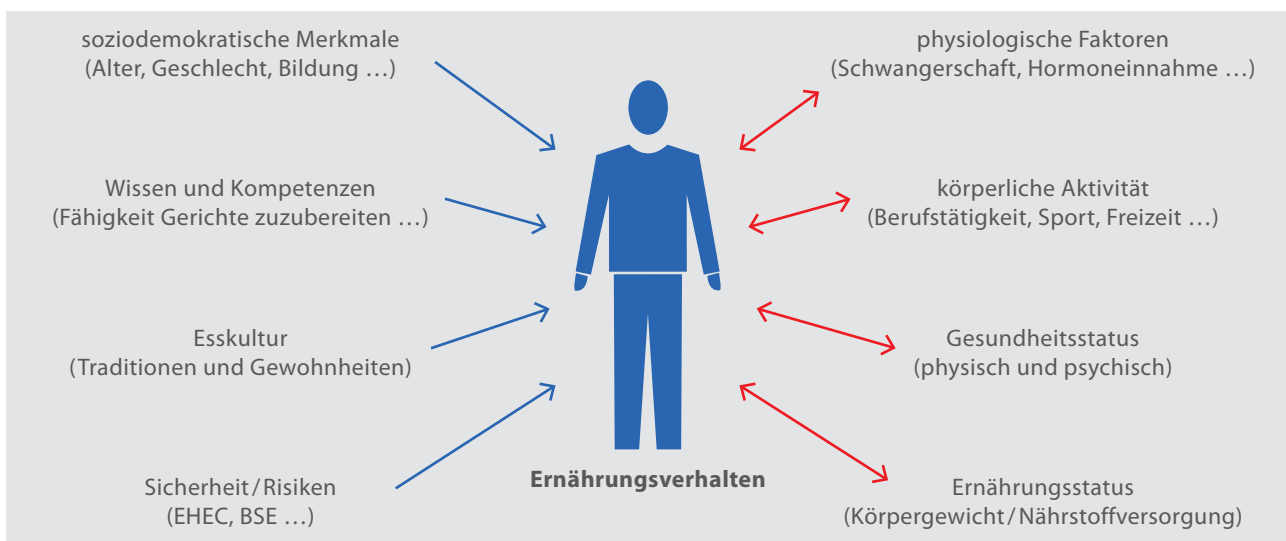 soziodemokratische Merkmale
(Alter, Geschlecht, Bildung …)
Wissen und Kompetenzen
(Fähigkeit Gerichte zuzubereiten …)
Esskultur
(Traditionen und Gewohnheiten)
Sicherheit / Risiken
(EHEC, BSE …)
Ernährungsverhalten
physiologische Faktoren
(Schwangerschaft, Hormoneinnahme …)
körperliche Aktivität
(Berufstätigkeit, Sport, Freizeit …)
Gesundheitsstatus
(physisch und psychisch)
Ernährungsstatus
(Körpergewicht / Nährstoffversorgung)